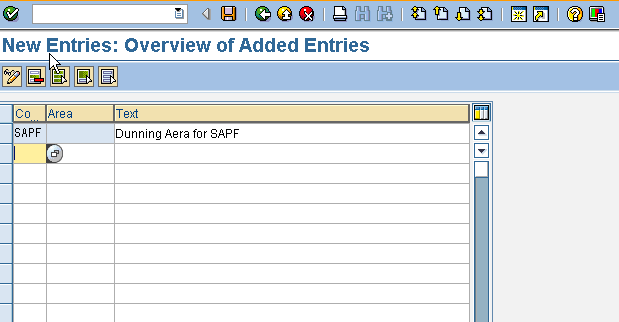 New Entries: Overview of Added Entries
Co... Area Text
SAPF Dunning Aera for SAPF